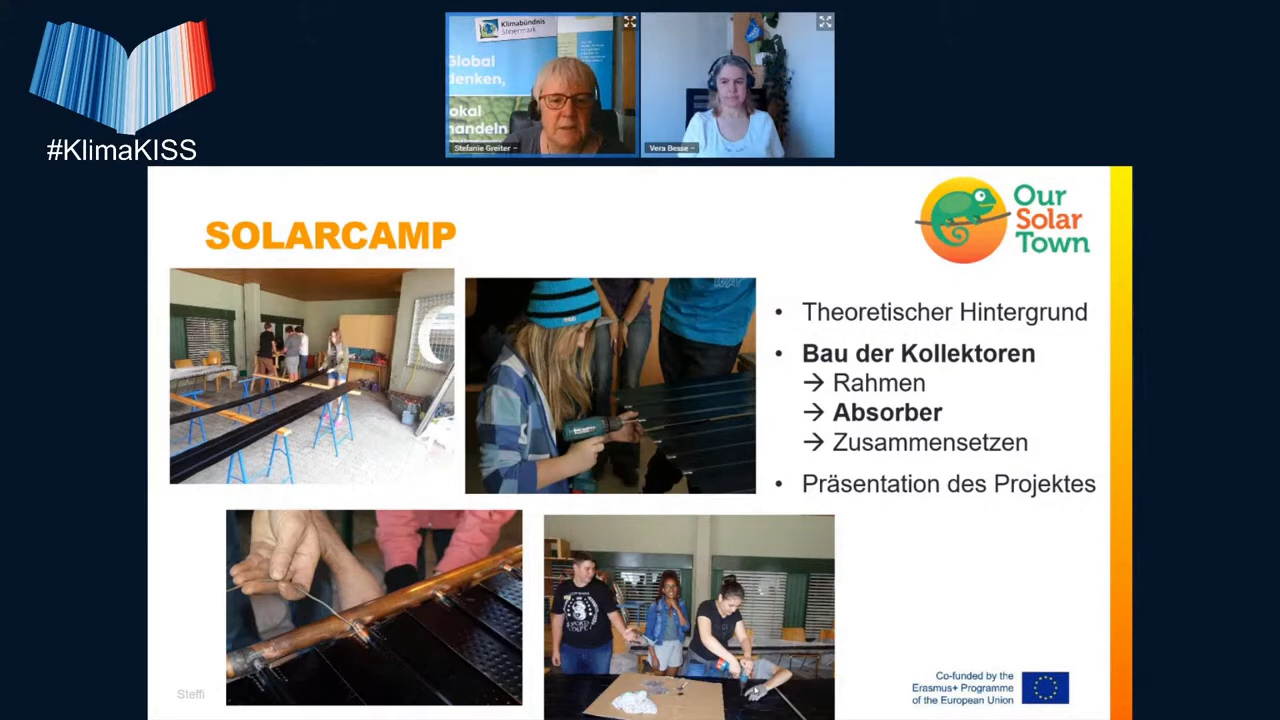 #KlimaKISS
Klimabündnis
Steiermark
Global
denken,
lokal
handeln
Stefanie Greiter
Vera Besse
SOLARCAMP
Our
Solar
Town
• Theoretischer Hintergrund
• Bau der Kollektoren
→ Rahmen
→ Absorber
→ Zusammensetzen
• Präsentation des Projektes
Steffi
Co-funded by the
Erasmus+ Programme
of the European Union